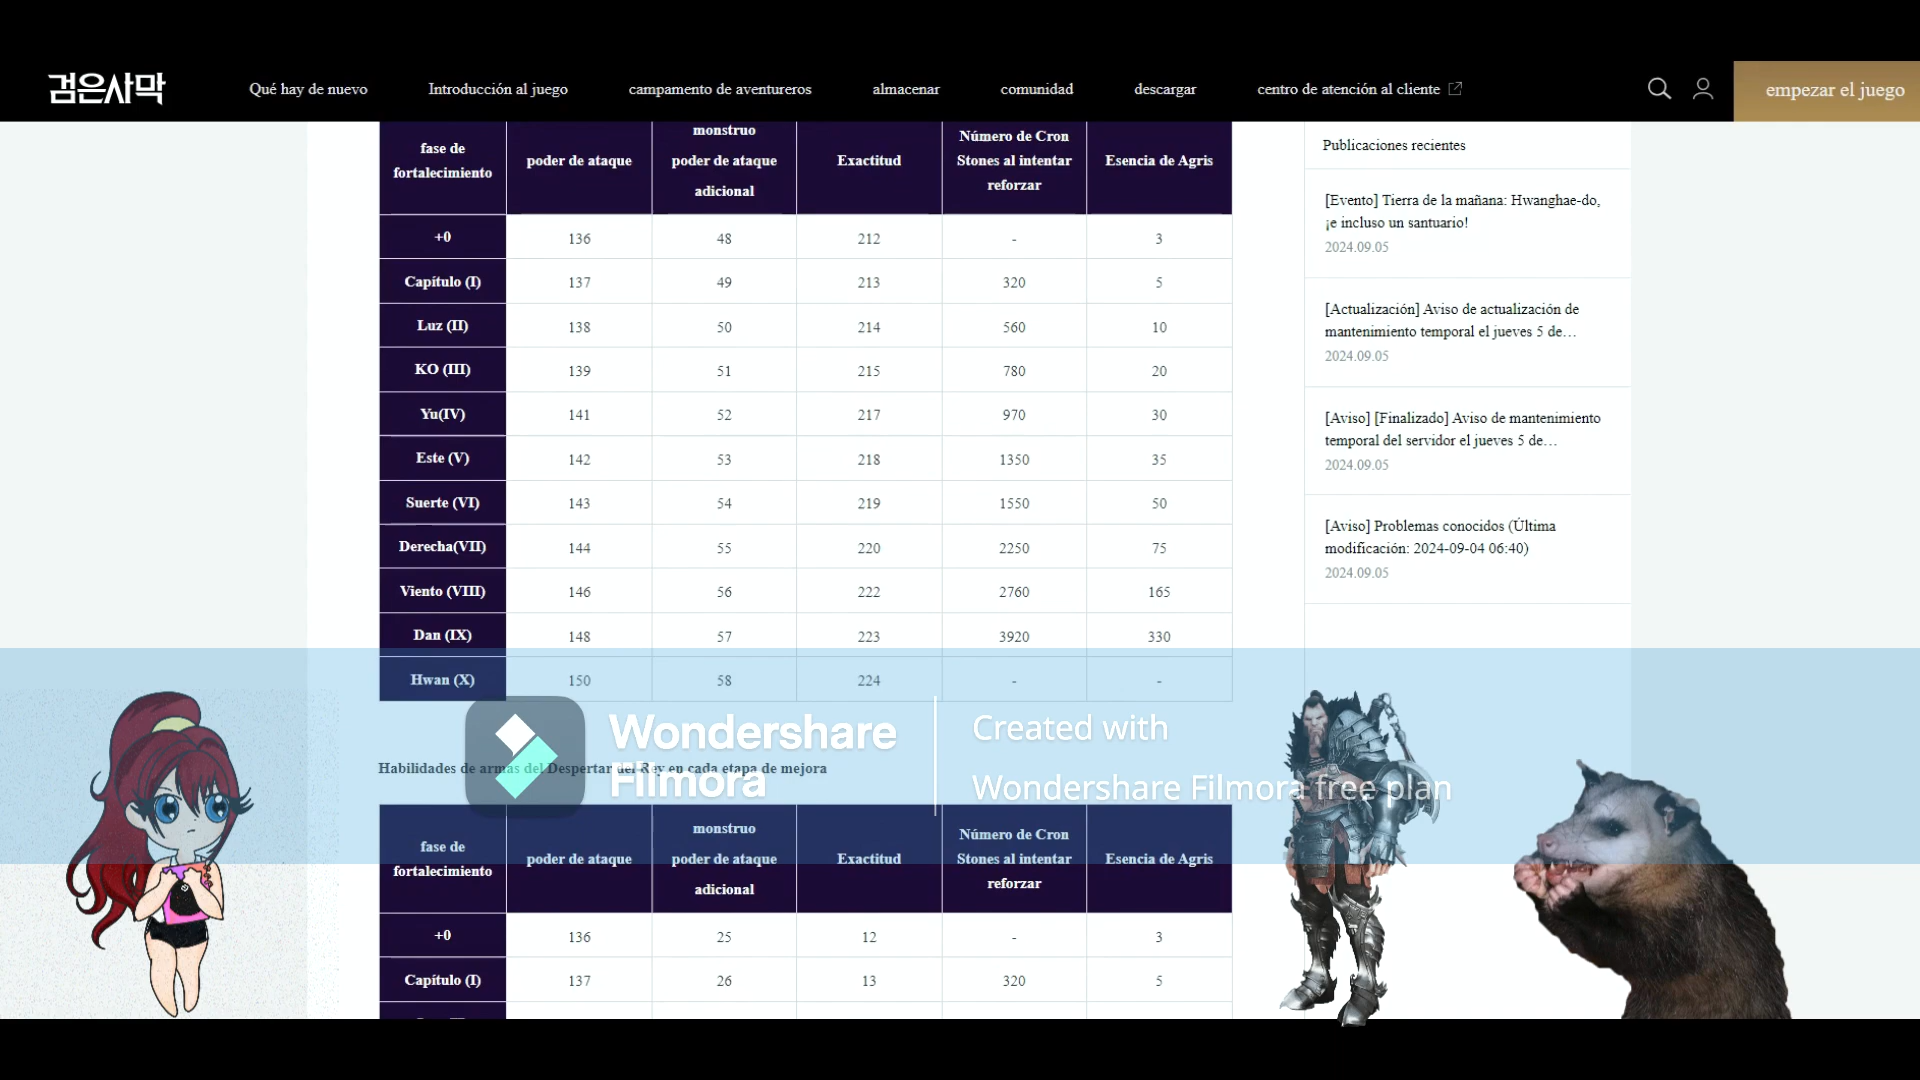 검은사막
Qué hay de nuevo
Introducción al juego
campamento de aventureros
almacenar
comunidad
descargar
centro de atención al cliente
empezar el juego
fase de
fortalecimiento
poder de ataque
monstruo
poder de ataque
adicional
Exactitud
Número de Cron
Stones al intentar
reforzar
Esencia de Agris
+0 136 48 212 - 3
Capítulo (I) 137 49 213 320 5
Luz (II) 138 50 214 560 10
KO (III) 139 51 215 780 20
Yu(IV) 141 52 217 970 30
Este (V) 142 53 218 1350 35
Suerte (VI) 143 54 219 1550 50
Derecha(VII) 144 55 220 2250 75
Viento (VIII) 146 56 222 2760 165
Dan (IX) 148 57 223 3920 330
Hwan (X) 150 58 224 - -
Habilidades de armas del Despertar del Rey en cada etapa de mejora
fase de
fortalecimiento
poder de ataque
monstruo
poder de ataque
adicional
Exactitud
Número de Cron
Stones al intentar
reforzar
Esencia de Agris
+0 136 25 12 - 3
Capítulo (I) 137 26 13 320 5
Publicaciones recientes
[Evento] Tierra de la mañana: Hwanghae-do,
¡e incluso un santuario!
2024.09.05
[Actualización] Aviso de actualización de
mantenimiento temporal el jueves 5 de…
2024.09.05
[Aviso] [Finalizado] Aviso de mantenimiento
temporal del servidor el jueves 5 de…
2024.09.05
[Aviso] Problemas conocidos (Última
modificación: 2024-09-04 06:40)
2024.09.05
Wondershare
Filmora
Created with
Wondershare Filmora free plan